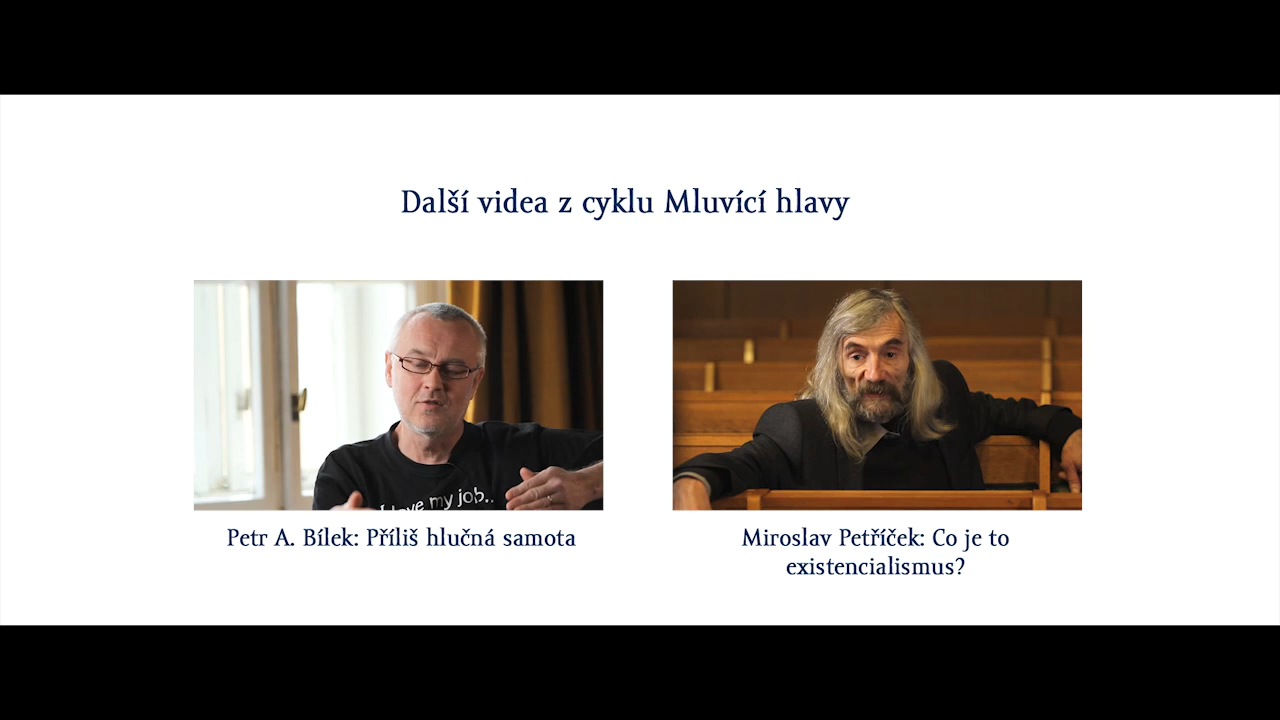 Další videa z cyklu Mluvící hlavy
I love my job..
Petr A. Bílek: Příliš hlučná samota
Miroslav Petříček: Co je to
existencialismus?